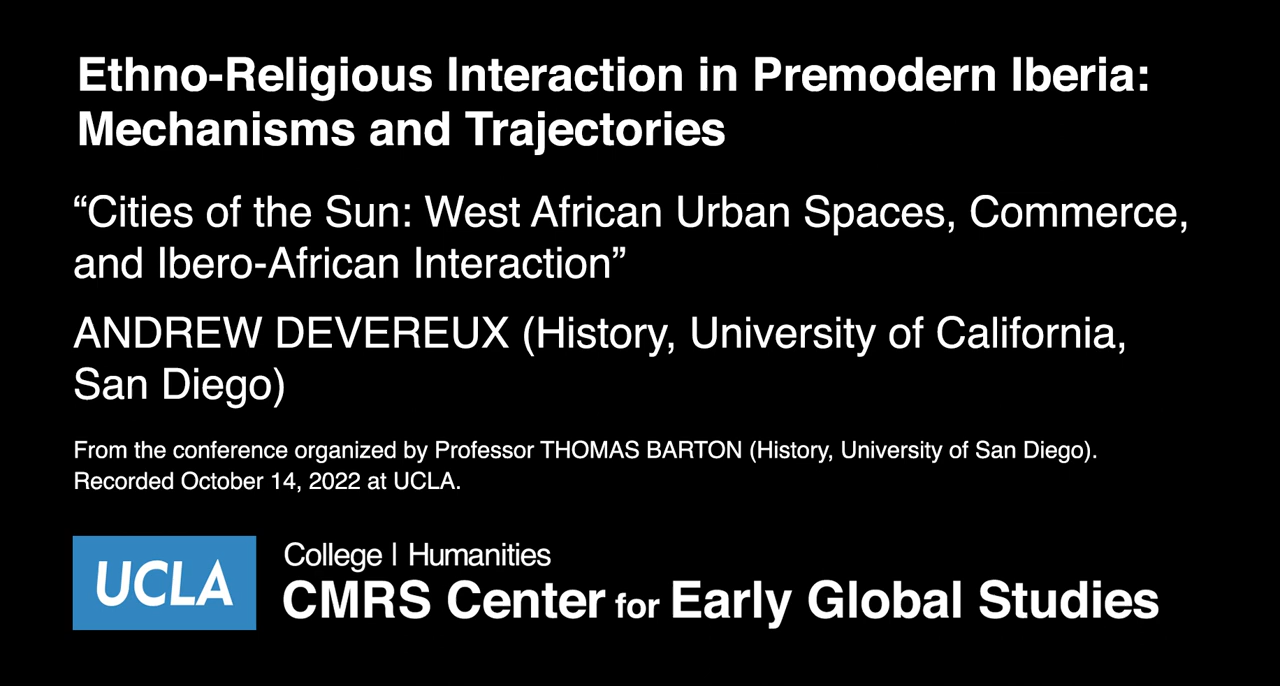 Ethno-Religious Interaction in Premodern Iberia:
Mechanisms and Trajectories
“Cities of the Sun: West African Urban Spaces, Commerce,
and Ibero-African Interaction”
ANDREW DEVEREUX (History, University of California,
San Diego)
From the conference organized by Professor THOMAS BARTON (History, University of San Diego).
Recorded October 14, 2022 at UCLA.
UCLA
College | Humanities
CMRS Center for Early Global Studies